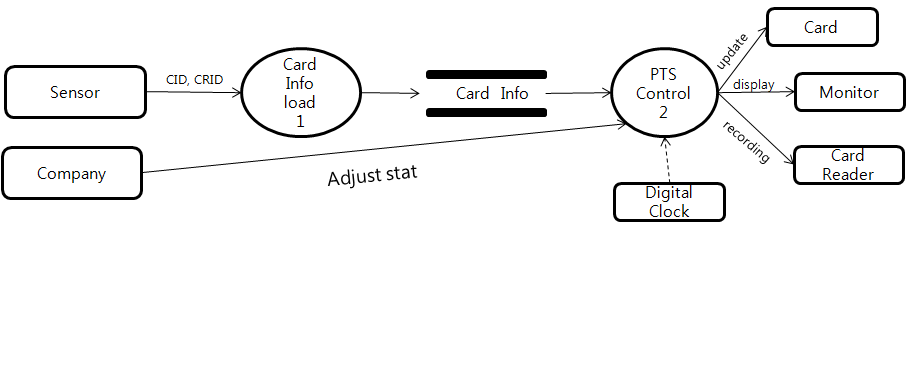 Sensor
CID, CRID
Card
Info
load
1
Card Info
PTS
Control
2
update
Card
display
Monitor
recording
Card
Reader
Company
Adjust stat
Digital
Clock